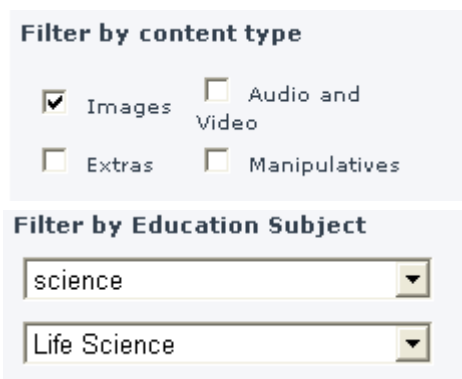 Filter by content type
Images
Audio and
Video
Extras
Manipulatives
Filter by Education Subject
science
Life Science